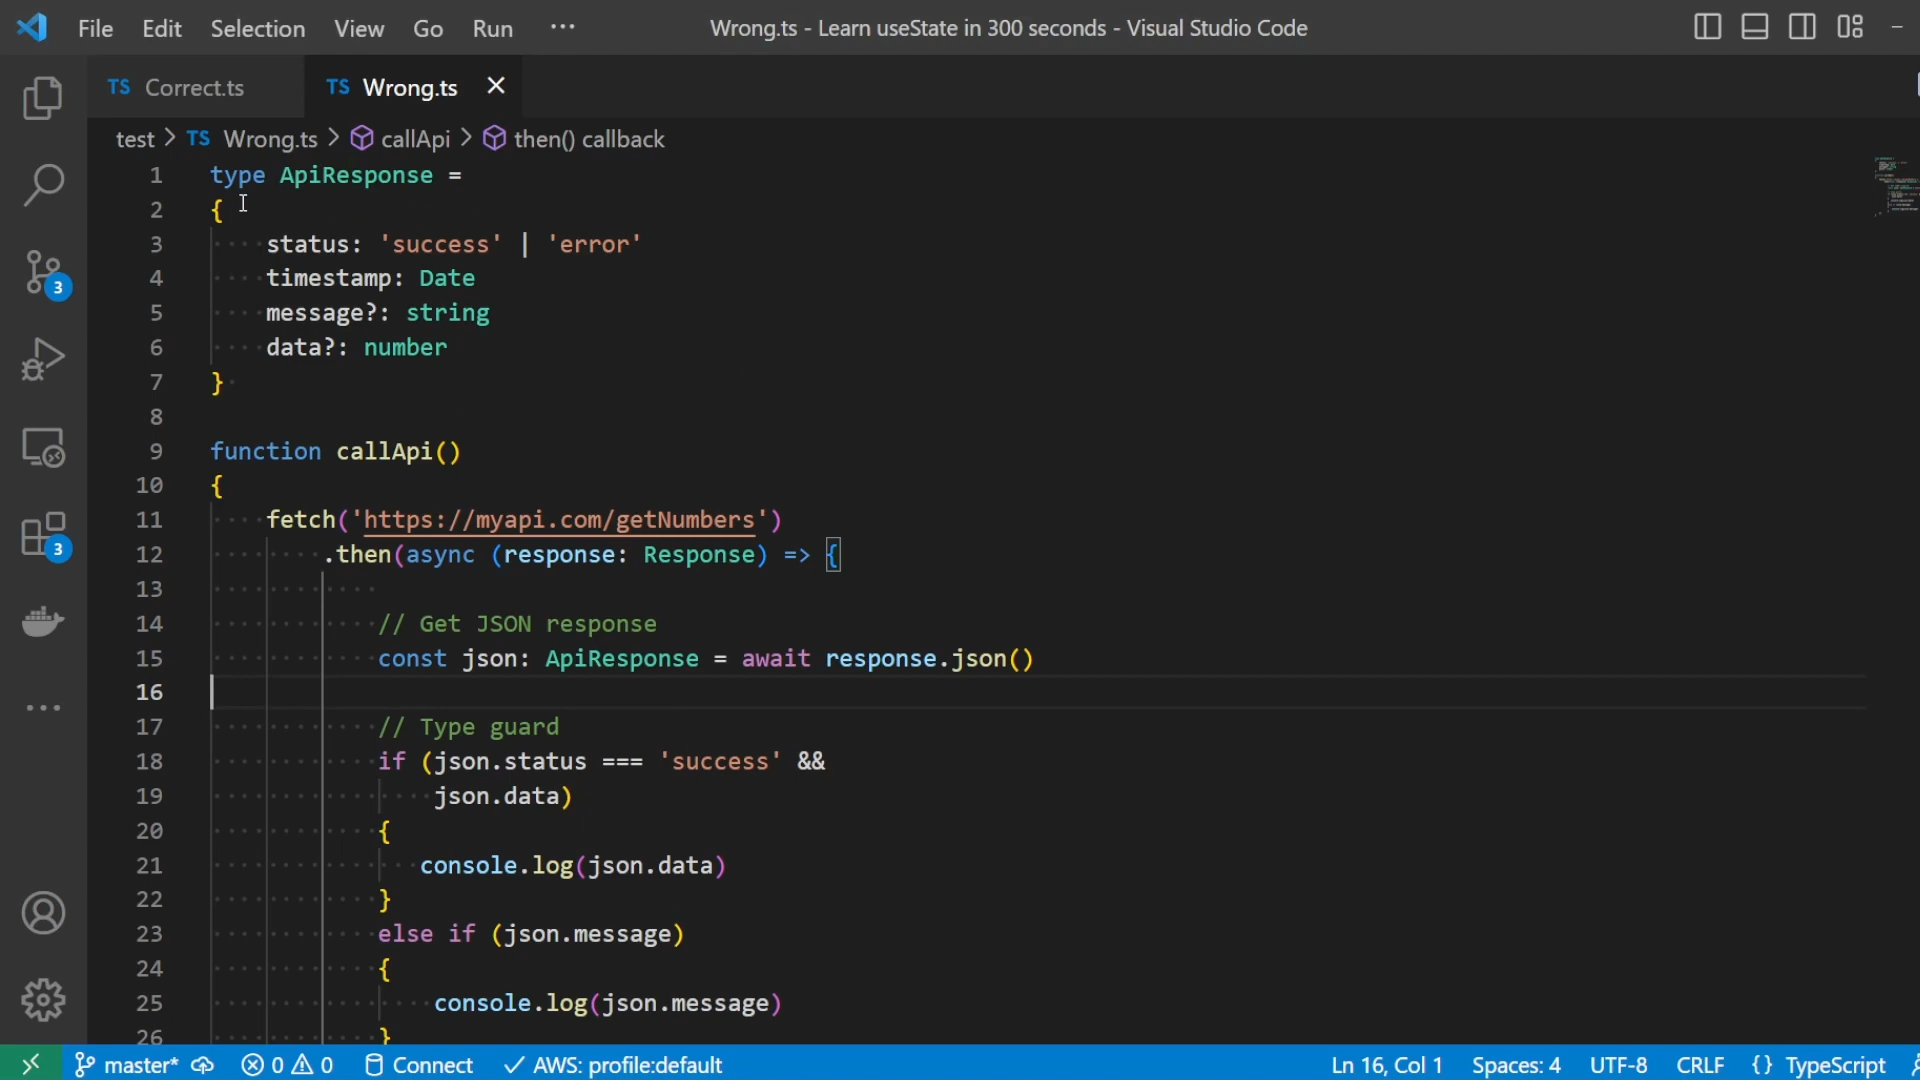 File Edit Selection View Go Run ··· Wrong.ts - Learn useState in 300 seconds - Visual Studio Code
TS Correct.ts TS Wrong.ts ×
test > TS Wrong.ts > callApi > then() callback
1 type ApiResponse =
2 {
3 status: 'success' | 'error'
4 timestamp: Date
5 message?: string
6 data?: number
7 }
8
9 function callApi()
10 {
11 fetch('https://myapi.com/getNumbers')
12 .then(async (response: Response) => {
13
14 // Get JSON response
15 const json: ApiResponse = await response.json()
16
17 // Type guard
18 if (json.status === 'success' &&
19 json.data)
20 {
21 console.log(json.data)
22 }
23 else if (json.message)
24 {
25 console.log(json.message)
26 }
3
3
master* 0 0 Connect AWS: profile:default Ln 16, Col 1 Spaces: 4 UTF-8 CRLF {} TypeScript